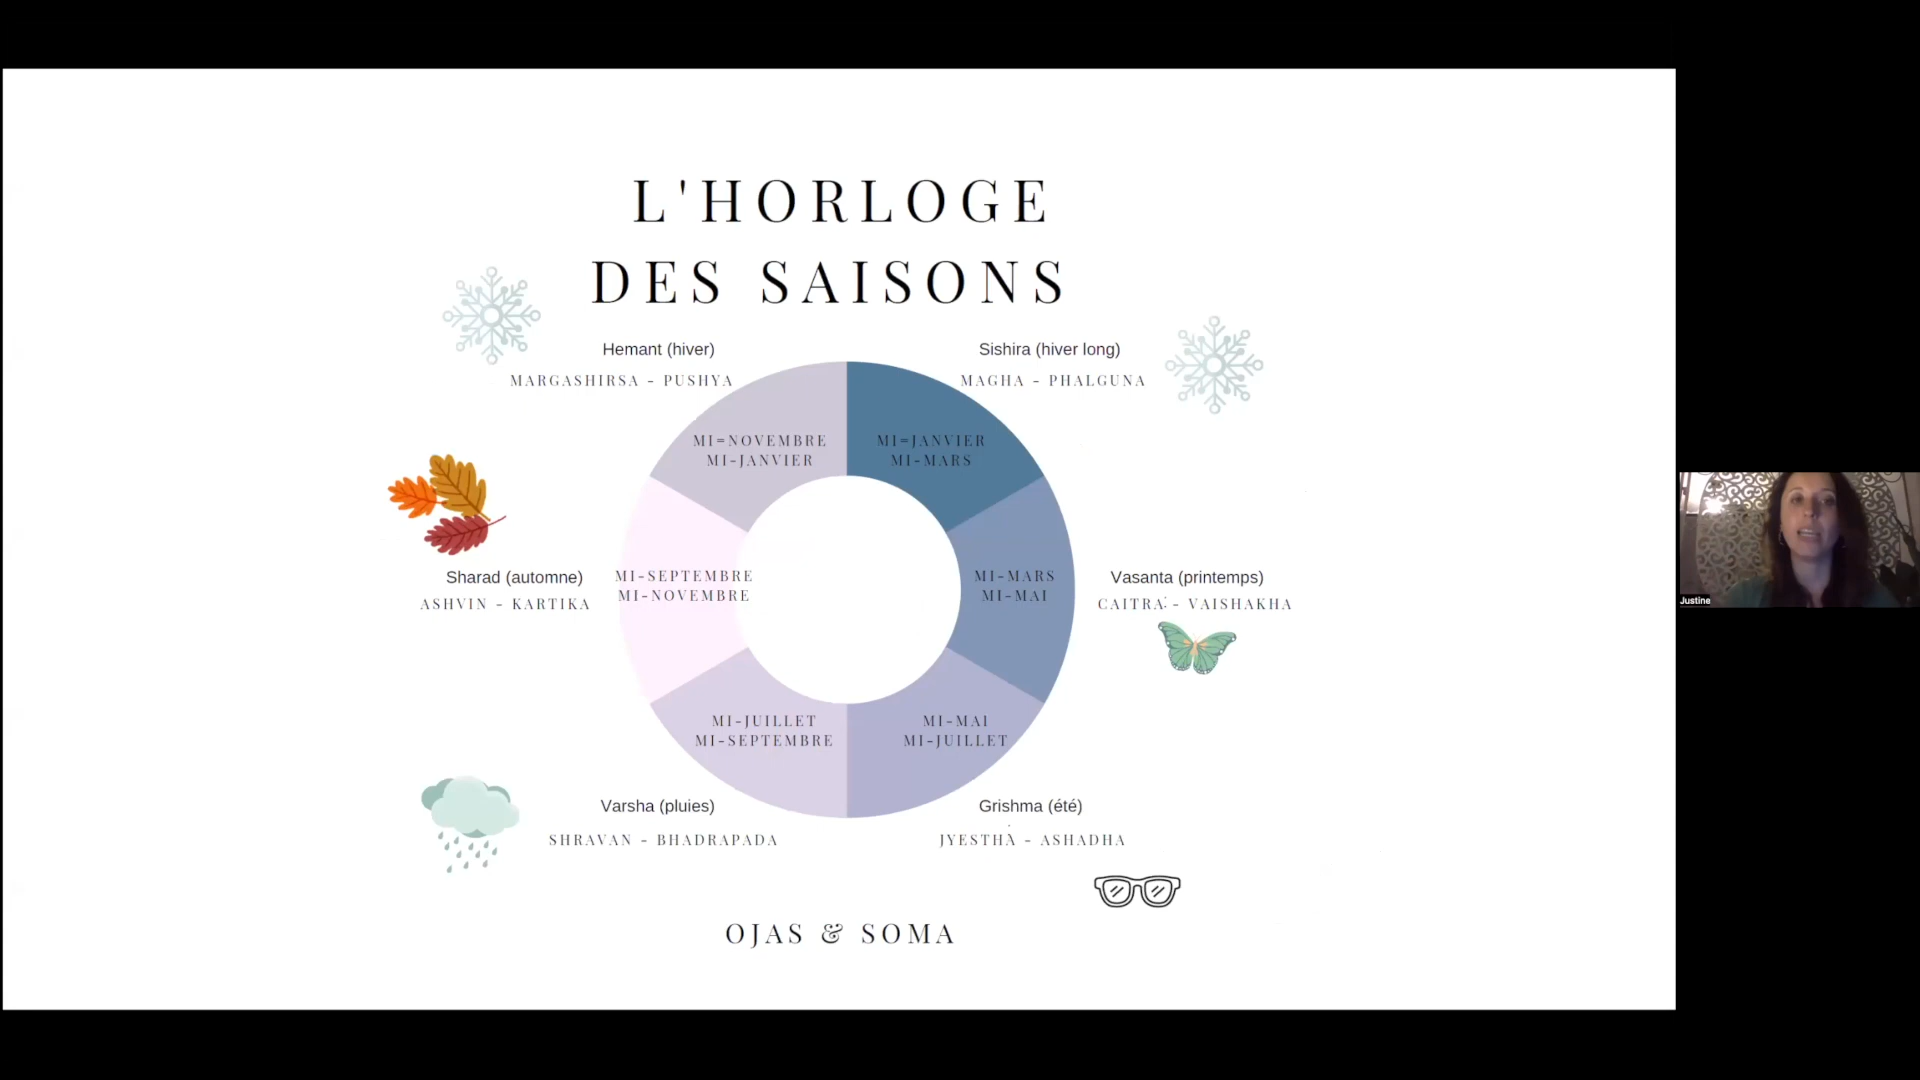 L'HORLOGE
DES SAISONS
Hemant (hiver)
MARGASHIRSA - PUSHYA
Sishira (hiver long)
MAGHA - PHALGUNA
MI=NOVEMBRE
MI-JANVIER
MI=JANVIER
MI-MARS
Sharad (automne)
ASHVIN - KARTIKA
MI-SEPTEMBRE
MI-NOVEMBRE
MI-MARS
MI-MAI
Vasanta (printemps)
CAITRA - VAISHAKHA
Justine
MI-JUILLET
MI-SEPTEMBRE
MI-MAI
MI-JUILLET
Varsha (pluies)
SHRAVAN - BHADRAPADA
Grishma (été)
JYESTHA - ASHADHA
OJAS & SOMA